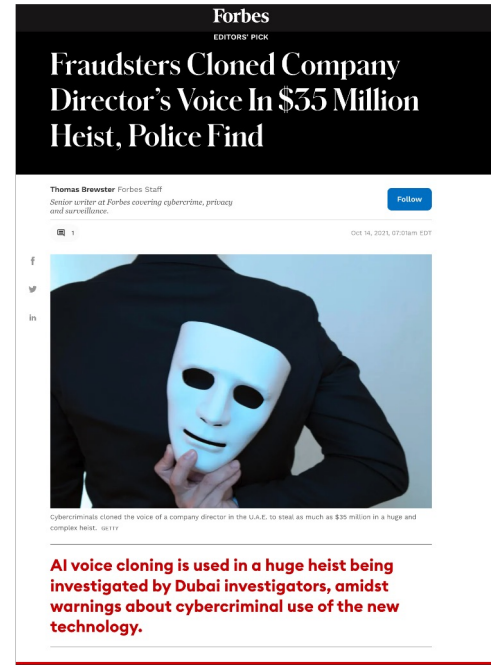 Forbes
EDITORS' PICK
Fraudsters Cloned Company
Director's Voice In $35 Million
Heist, Police Find
Thomas Brewster Forbes Staff
Senior writer at Forbes covering cybercrime, privacy
and surveillance.
Follow
1
Oct 14, 2021, 07:01am EDT
f
in
Cybercriminals cloned the voice of a company director in the U.A.E. to steal as much as $35 million in a huge and
complex heist. GETTY
AI voice cloning is used in a huge heist being
investigated by Dubai investigators, amidst
warnings about cybercriminal use of the new
technology.